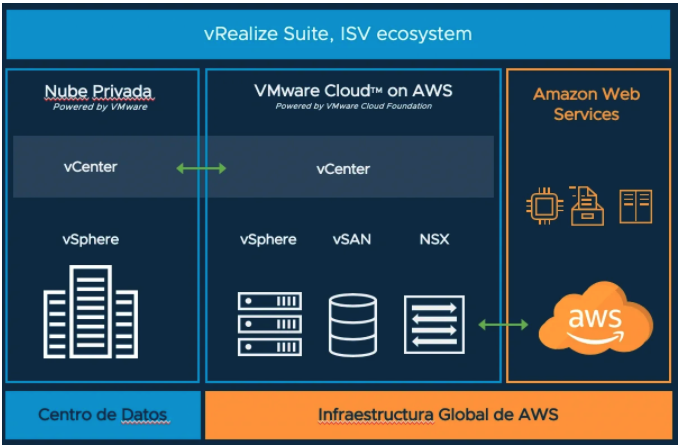 vRealize Suite, ISV ecosystem
Nube Privada
Powered by VMware
VMware Cloud™ on AWS
Powered by VMware Cloud Foundation
Amazon Web
Services
vCenter
vCenter
vSphere
vSphere
vSAN
NSX
aws
Centro de Datos
Infraestructura Global de AWS